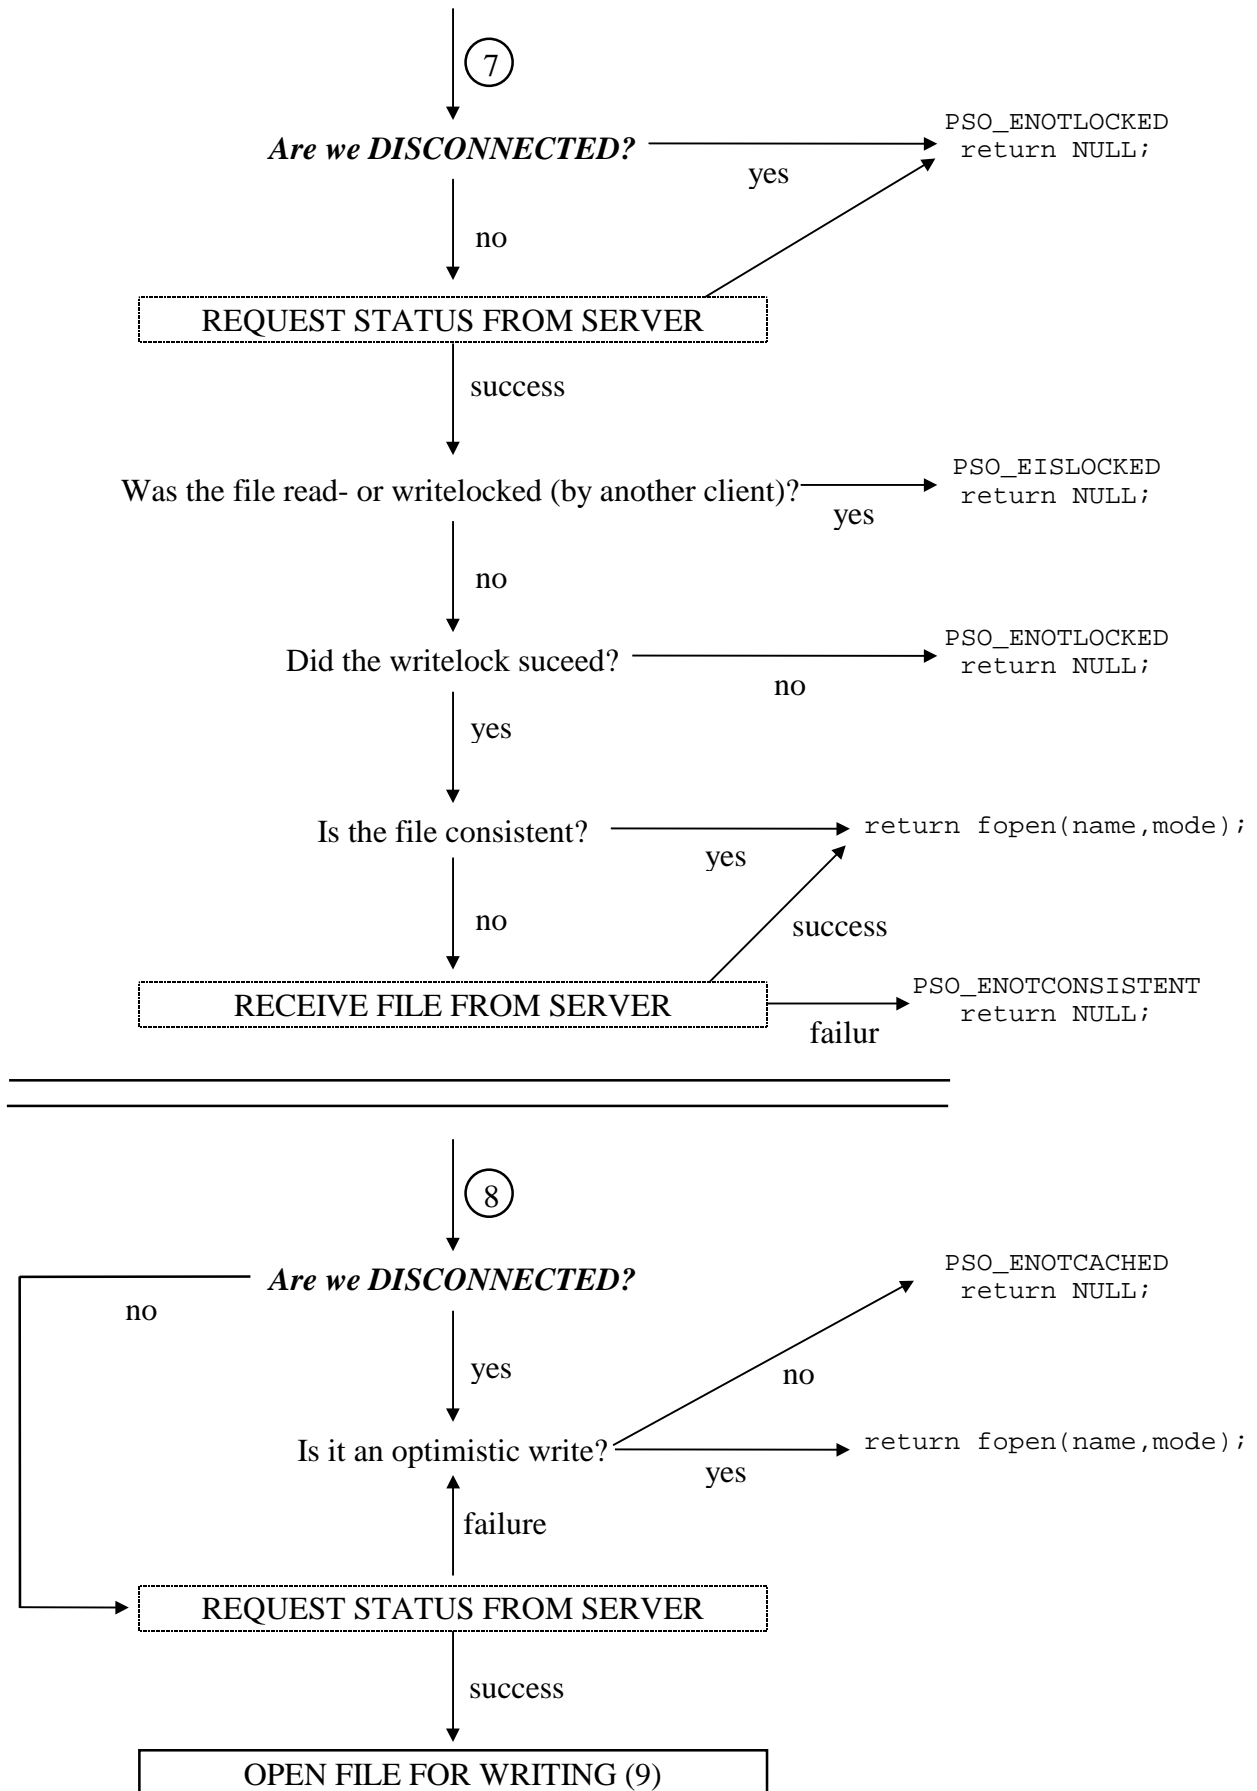 7
Are we DISCONNECTED?
yes
PSO_ENOTLOCKED
return NULL;
no
REQUEST STATUS FROM SERVER
success
Was the file read- or writelocked (by another client)?
yes
PSO_EISLOCKED
return NULL;
no
Did the writelock suceed?
no
PSO_ENOTLOCKED
return NULL;
yes
Is the file consistent?
yes
return fopen(name,mode);
no
success
RECEIVE FILE FROM SERVER
failur
PSO_ENOTCONSISTENT
return NULL;
8
Are we DISCONNECTED?
no
PSO_ENOTCACHED
return NULL;
yes
no
Is it an optimistic write?
yes
return fopen(name,mode);
failure
REQUEST STATUS FROM SERVER
success
OPEN FILE FOR WRITING (9)